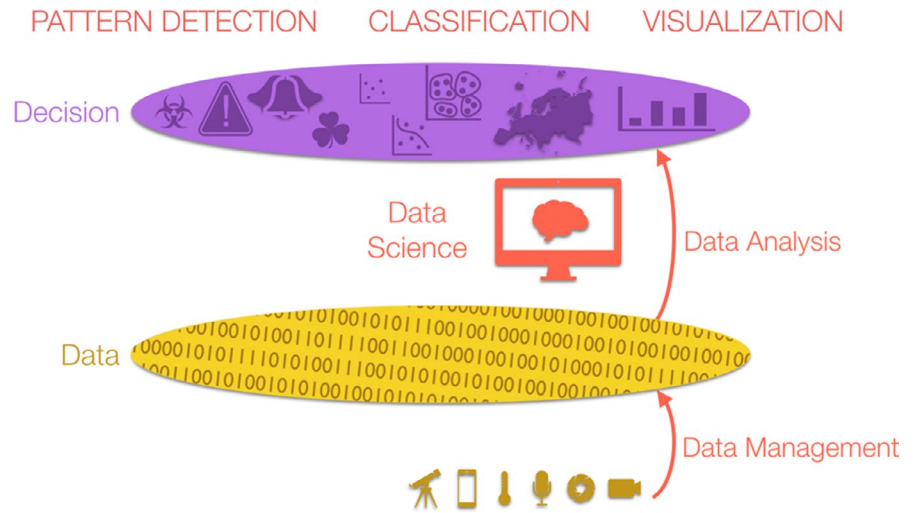 PATTERN DETECTION CLASSIFICATION VISUALIZATION
Decision
Data
Science
Data Analysis
Data
Data Management